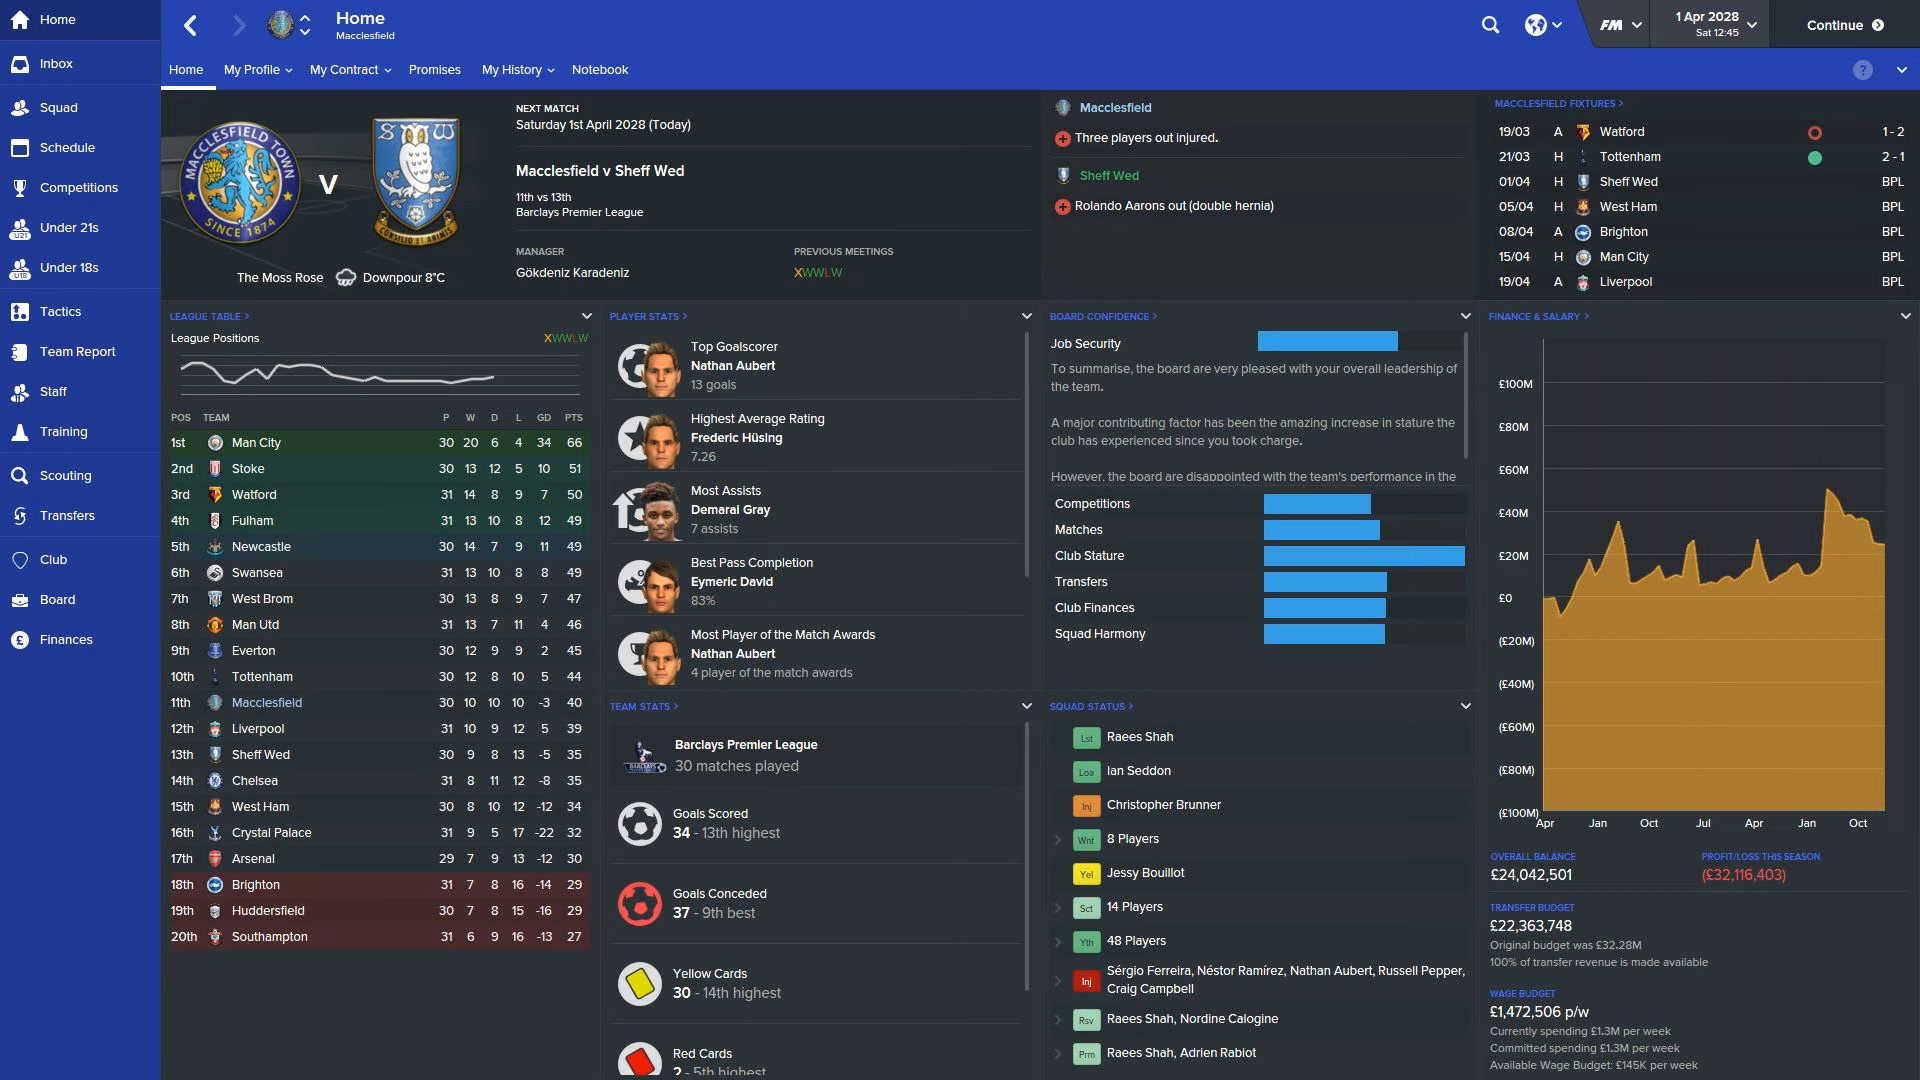 Home
Inbox
Squad
Schedule
Competitions
U21
Under 21s
U18
Under 18s
Tactics
Team Report
Staff
Training
Scouting
Transfers
Club
Board
£ Finances
Home
Macclesfield
FM
1 Apr 2028
Sat 12:45
Continue
Home My Profile My Contract Promises My History Notebook
?
MACCLESFIELD TOWN
SINCE 1874
V
S W
CONSILIO ET ANIMIS
The Moss Rose Downpour 8°C
NEXT MATCH
Saturday 1st April 2028 (Today)
Macclesfield v Sheff Wed
11th vs 13th
Barclays Premier League
MANAGER
Gökdeniz Karadeniz
PREVIOUS MEETINGS
XWWLW
Macclesfield
Three players out injured.
Sheff Wed
Rolando Aarons out (double hernia)
MACCLESFIELD FIXTURES >
19/03 A Watford 1 - 2
21/03 H Tottenham 2 - 1
01/04 H Sheff Wed BPL
05/04 H West Ham BPL
08/04 A Brighton BPL
15/04 H Man City BPL
19/04 A Liverpool BPL
LEAGUE TABLE >
League Positions XWWLW
POS TEAM P W D L GD PTS
1st Man City 30 20 6 4 34 66
2nd Stoke 30 13 12 5 10 51
3rd Watford 31 14 8 9 7 50
4th Fulham 31 13 10 8 12 49
5th Newcastle 30 14 7 9 11 49
6th Swansea 31 13 10 8 8 49
7th West Brom 30 13 8 9 7 47
8th Man Utd 31 13 7 11 4 46
9th Everton 30 12 9 9 2 45
10th Tottenham 30 12 8 10 5 44
11th Macclesfield 30 10 10 10 -3 40
12th Liverpool 31 10 9 12 5 39
13th Sheff Wed 30 9 8 13 -5 35
14th Chelsea 31 8 11 12 -8 35
15th West Ham 30 8 10 12 -12 34
16th Crystal Palace 31 9 5 17 -22 32
17th Arsenal 29 7 9 13 -12 30
18th Brighton 31 7 8 16 -14 29
19th Huddersfield 30 7 8 15 -16 29
20th Southampton 31 6 9 16 -13 27
PLAYER STATS >
Top Goalscorer
Nathan Aubert
13 goals
Highest Average Rating
Frederic Hüsing
7.26
Most Assists
Demaral Gray
7 assists
Best Pass Completion
Eymeric David
83%
Most Player of the Match Awards
Nathan Aubert
4 player of the match awards
TEAM STATS >
Barclays Premier League
30 matches played
Goals Scored
34 - 13th highest
Goals Conceded
37 - 9th best
Yellow Cards
30 - 14th highest
Red Cards
2 - 5th highest
BOARD CONFIDENCE >
Job Security
To summarise, the board are very pleased with your overall leadership of
the team.
A major contributing factor has been the amazing increase in stature the
club has experienced since you took charge.
However, the board are disappointed with the team's performance in the
Competitions
Matches
Club Stature
Transfers
Club Finances
Squad Harmony
SQUAD STATUS >
Lst Raees Shah
Loa Ian Seddon
Inj Christopher Brunner
Wnt 8 Players
Yel Jessy Bouillot
Sct 14 Players
Yth 48 Players
Inj Sérgio Ferreira, Néstor Ramírez, Nathan Aubert, Russell Pepper,
Craig Campbell
Rsv Raees Shah, Nordine Calogine
Prm Raees Shah, Adrien Rabiot
FINANCE & SALARY >
£100M
£80M
£60M
£40M
£20M
£0
(£20M)
(£40M)
(£60M)
(£80M)
(£100M)
Apr Jan Oct Jul Apr Jan Oct
OVERALL BALANCE
£24,042,501
PROFIT/LOSS THIS SEASON
(£32,116,403)
TRANSFER BUDGET
£22,363,748
Original budget was £32.28M
100% of transfer revenue is made available
WAGE BUDGET
£1,472,506 p/w
Currently spending £1.3M per week
Committed spending £1.3M per week
Available Wage Budget: £145K per week